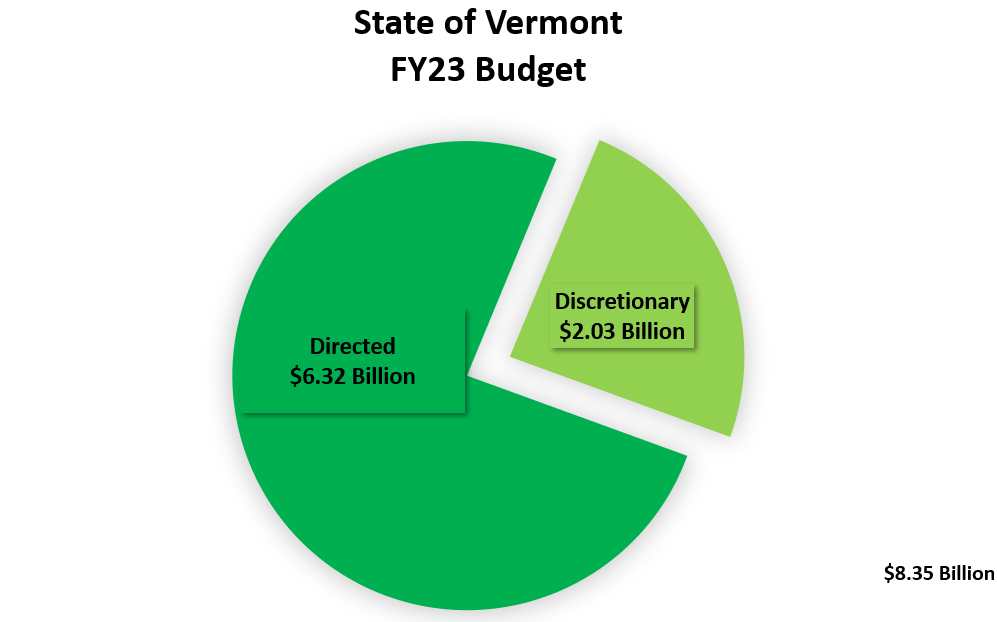 State of Vermont
FY23 Budget
Discretionary
$2.03 Billion
Directed
$6.32 Billion
$8.35 Billion